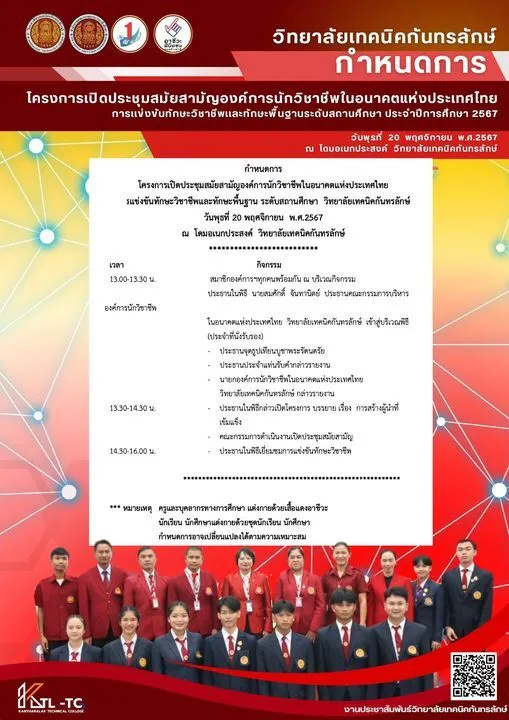 วิทยาลัยเทคนิคกันทรลักษ์
กำหนดการ
โครงการเปิดประชุมสมัยสามัญองค์การนักวิชาชีพในอนาคตแห่งประเทศไทย
การแข่งขันทักษะวิชาชีพและทักษะพื้นฐานระดับสถานศึกษา ประจำปีการศึกษา 2567
วันพุธที่ 20 พฤศจิกายน พ.ศ.2567
ณ โดมอเนกประสงค์ วิทยาลัยเทคนิคกันทรลักษ์
กำหนดการ
โครงการเปิดประชุมสมัยสามัญองค์การนักวิชาชีพในอนาคตแห่งประเทศไทย
รแข่งขันทักษะวิชาชีพและทักษะพื้นฐาน ระดับสถานศึกษา วิทยาลัยเทคนิคกันทรลักษ์
วันพุธที่ 20 พฤศจิกายน พ.ศ.2567
ณ โดมอเนกประสงค์ วิทยาลัยเทคนิคกันทรลักษ์
**************************
เวลา กิจกรรม
13.00-13.30 น. สมาชิกองค์การฯทุกคนพร้อมกัน ณ บริเวณกิจกรรม
ประธานในพิธี นายสมศักดิ์ จันทานิตย์ ประธานคณะกรรมการบริหาร
องค์การนักวิชาชีพ
ในอนาคตแห่งประเทศไทย วิทยาลัยเทคนิคกันทรลักษ์ เข้าสู่บริเวณพิธี
(ประจำที่นั่งรับรอง)
- ประธานจุดธูปเทียนบูชาพระรัตนตรัย
- ประธานประจำแท่นรับคำกล่าวรายงาน
- นายกองค์การนักวิชาชีพในอนาคตแห่งประเทศไทย
วิทยาลัยเทคนิคกันทรลักษ์ กล่าวรายงาน
13.30-14.30 น. - ประธานในพิธีกล่าวเปิดโครงการ บรรยาย เรื่อง การสร้างผู้นำที่
เข้มแข็ง
- คณะกรรมการดำเนินงานเปิดประชุมสมัยสามัญ
14.30-16.00 น. - ประธานในพิธีเยี่ยมชมการแข่งขันทักษะวิชาชีพ
**********************************************************
*** หมายเหตุ ครูและบุคลากรทางการศึกษา แต่งกายด้วยเสื้อแดงอาชีวะ
นักเรียน นักศึกษาแต่งกายด้วยชุดนักเรียน นักศึกษา
กำหนดการอาจเปลี่ยนแปลงได้ตามความเหมาะสม
KTL -TC
KANTHARALAK TECHNICAL COLLEGE
งานประชาสัมพันธ์วิทยาลัยเทคนิคกันทรลักษ์